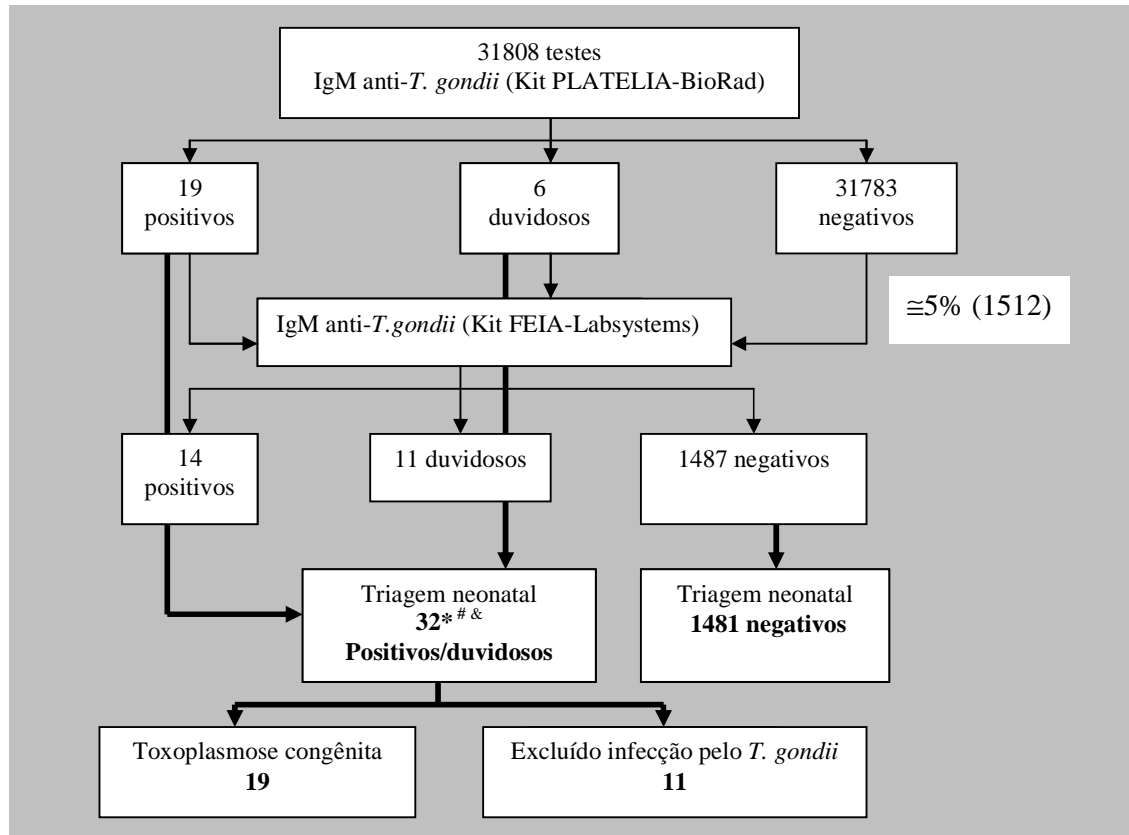 31808 testes
IgM anti-T. gondii (Kit PLATELIA-BioRad)
19
positivos
6
duvidosos
31783
negativos
≅5% (1512)
IgM anti-T.gondii (Kit FEIA-Labsystems)
14
positivos
11 duvidosos
1487 negativos
Triagem neonatal
32* # &
Positivos/duvidosos
Triagem neonatal
1481 negativos
Toxoplasmose congênita
19
Excluído infecção pelo T. gondii
11